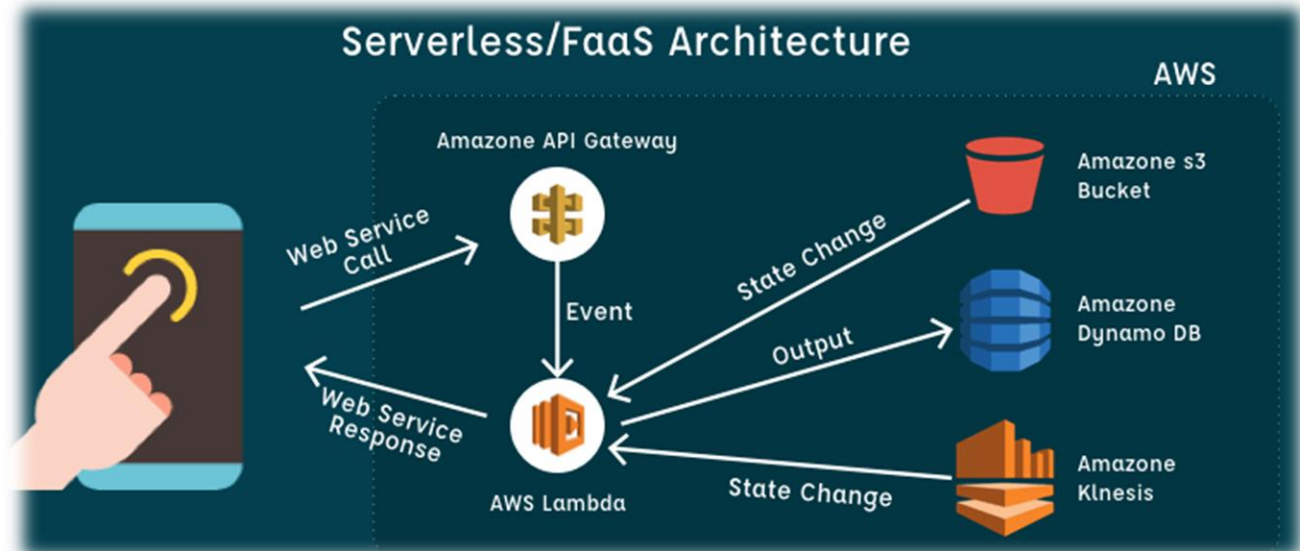 Serverless/FaaS Architecture
AWS
Amazone API Gateway
Amazone s3
Bucket
Web Service
Call
State Change
Event
Amazone
Dynamo DB
Output
Web Service
Response
Amazone
Klnesis
State Change
AWS Lambda